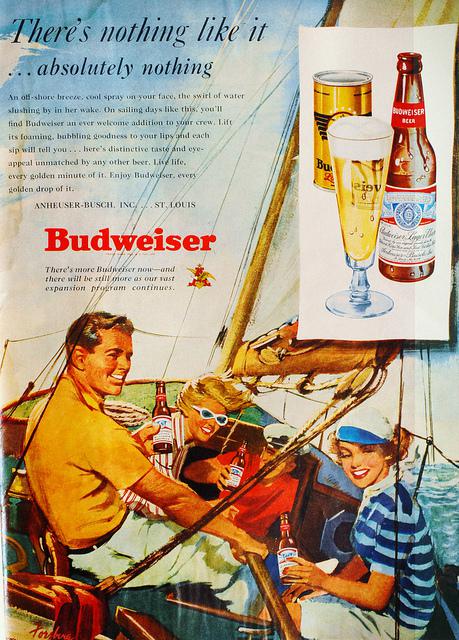 There's nothing like it
...absolutely nothing
An off-shore breeze, cool spray on your face, the swirl of water
slushing by in her wake. On sailing days like this, you'll
find Budweiser an ever welcome addition to your crew. Lift
its foaming, bubbling goodness to your lips and each
sip will tell you ... here's distinctive taste and eye-
appeal unmatched by any other beer. Live life,
every golden minute of it. Enjoy Budweiser, every
golden drop of it.
ANHEUSER-BUSCH, INC. ... ST. LOUIS
Budweiser
There's more Budweiser now—and
there will be still more as our vast
expansion program continues.
BUDWEISER
BEER
Bu
Budweiser Lager Beer